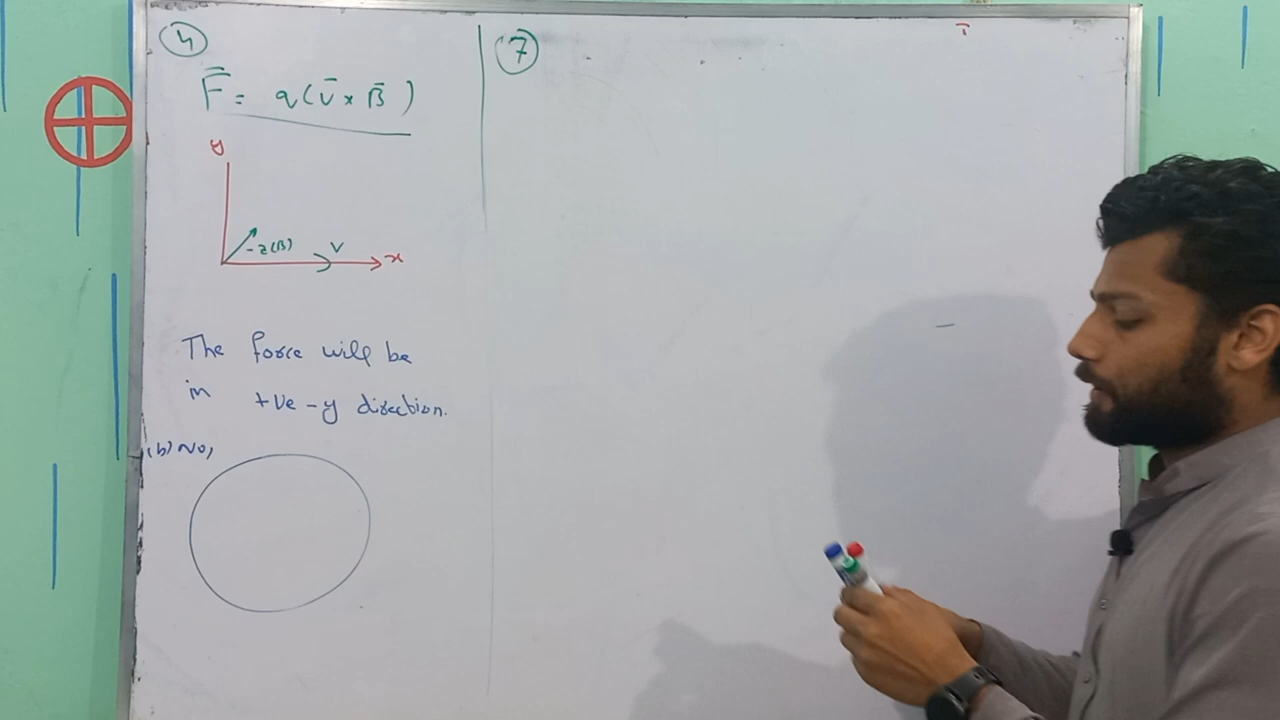 4
F̄ = q(v̄ × B̄)
y
-z(B)
v
x
The force will be
in +ve - y direction.
(b) No,
7